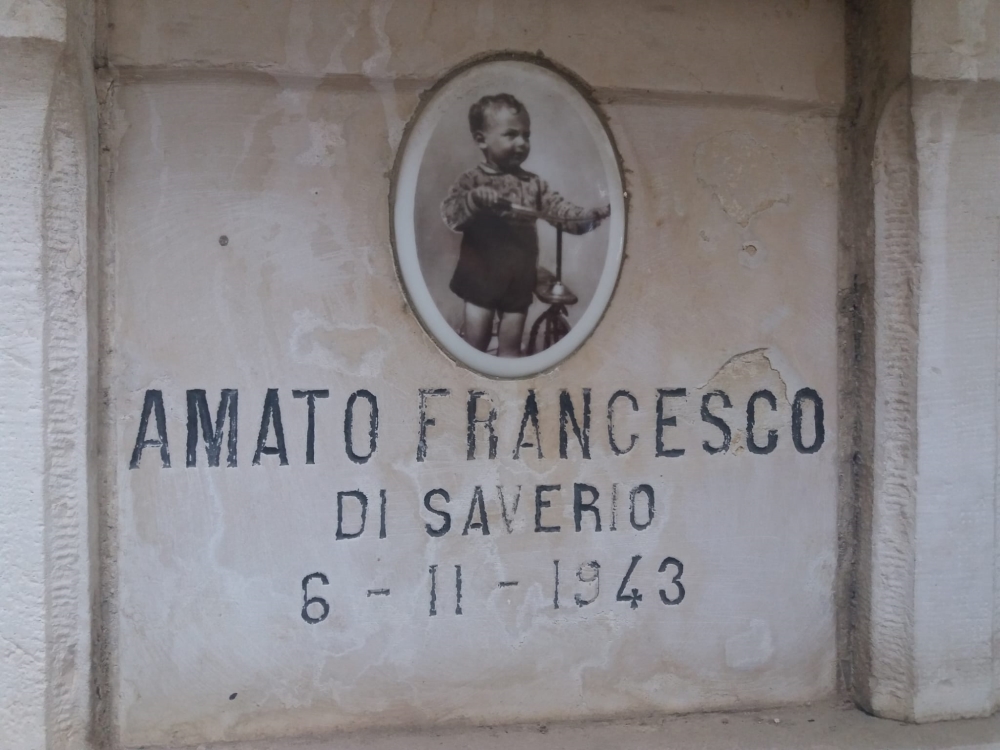 AMATO FRANCESCO
DI SAVERIO
6 - 11 - 1943